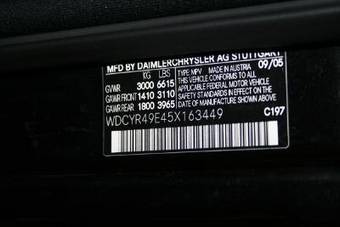 MFD BY DAIMLERCHRYSLER AG STUTTGART
KG LBS TYPE MPV MADE IN AUSTRIA
GVWR 3000 6615 THIS VEHICLE CONFORMS TO ALL 09/05
GAWR FRONT 1410 3110 APPLICABLE FEDERAL MOTOR VEHICLE
GAWR REAR 1800 3965 SAFETY STANDARDS IN EFFECT ON THE DATE OF MANUFACTURE SHOWN ABOVE.
WDCYR49E45X163449 C197